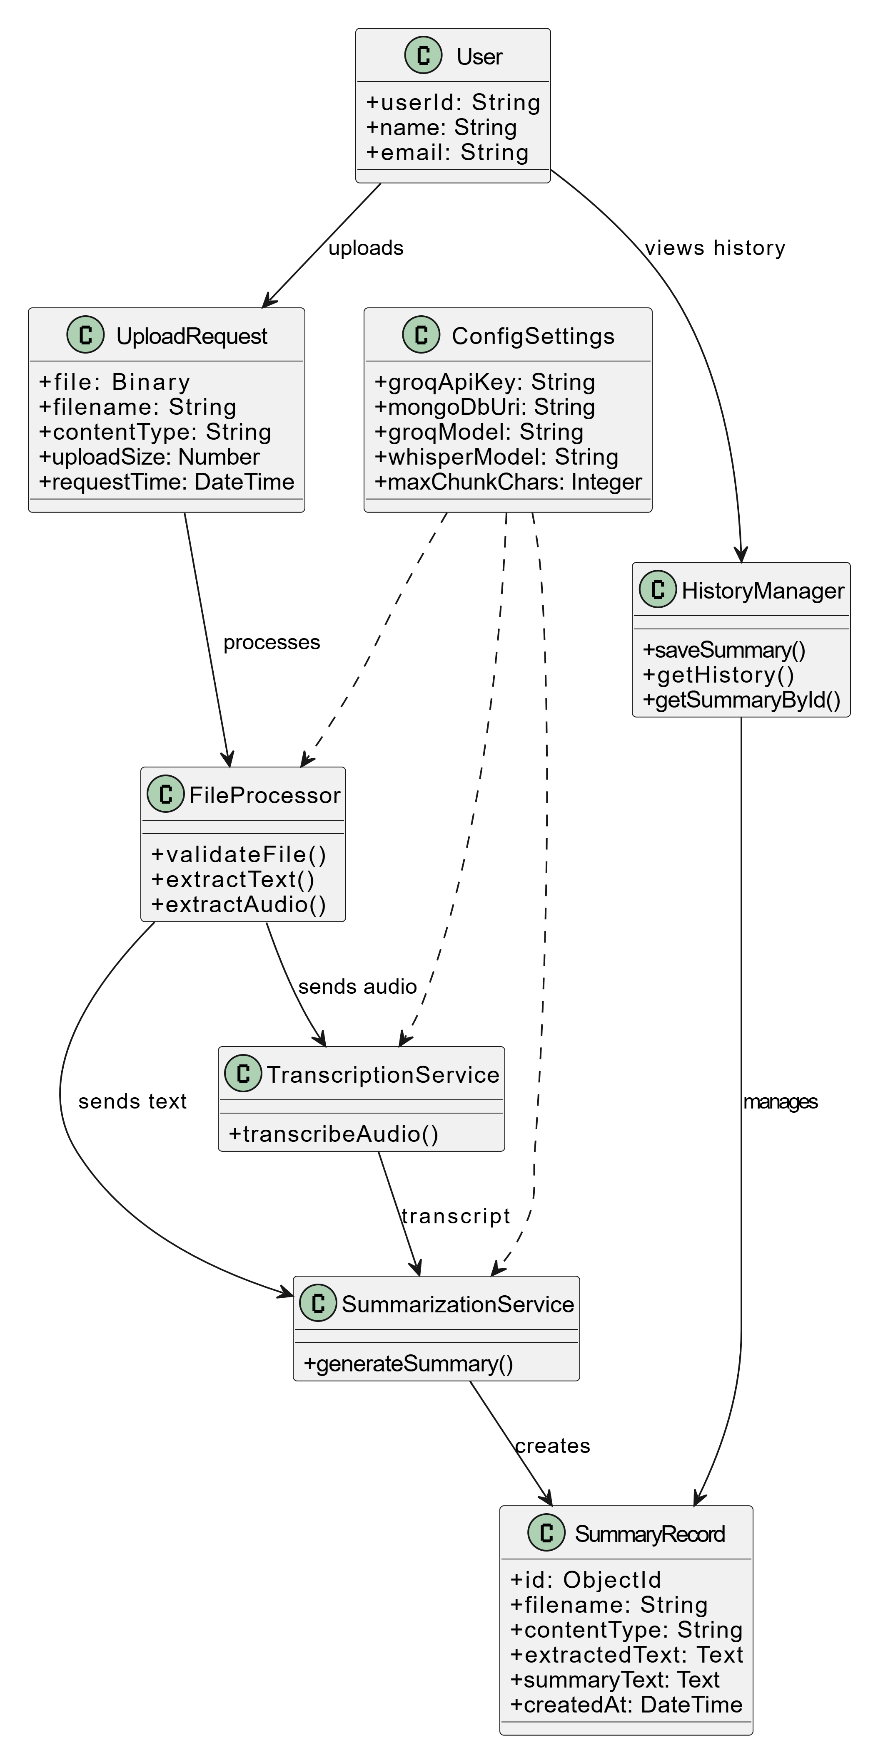 C User
+userId: String
+name: String
+email: String
uploads
views history
C UploadRequest
+file: Binary
+filename: String
+contentType: String
+uploadSize: Number
+requestTime: DateTime
C ConfigSettings
+groqApiKey: String
+mongoDbUri: String
+groqModel: String
+whisperModel: String
+maxChunkChars: Integer
C HistoryManager
+saveSummary()
+getHistory()
+getSummaryById()
processes
C FileProcessor
+validateFile()
+extractText()
+extractAudio()
sends audio
C TranscriptionService
+transcribeAudio()
sends text
manages
transcript
C SummarizationService
+generateSummary()
creates
C SummaryRecord
+id: ObjectId
+filename: String
+contentType: String
+extractedText: Text
+summaryText: Text
+createdAt: DateTime